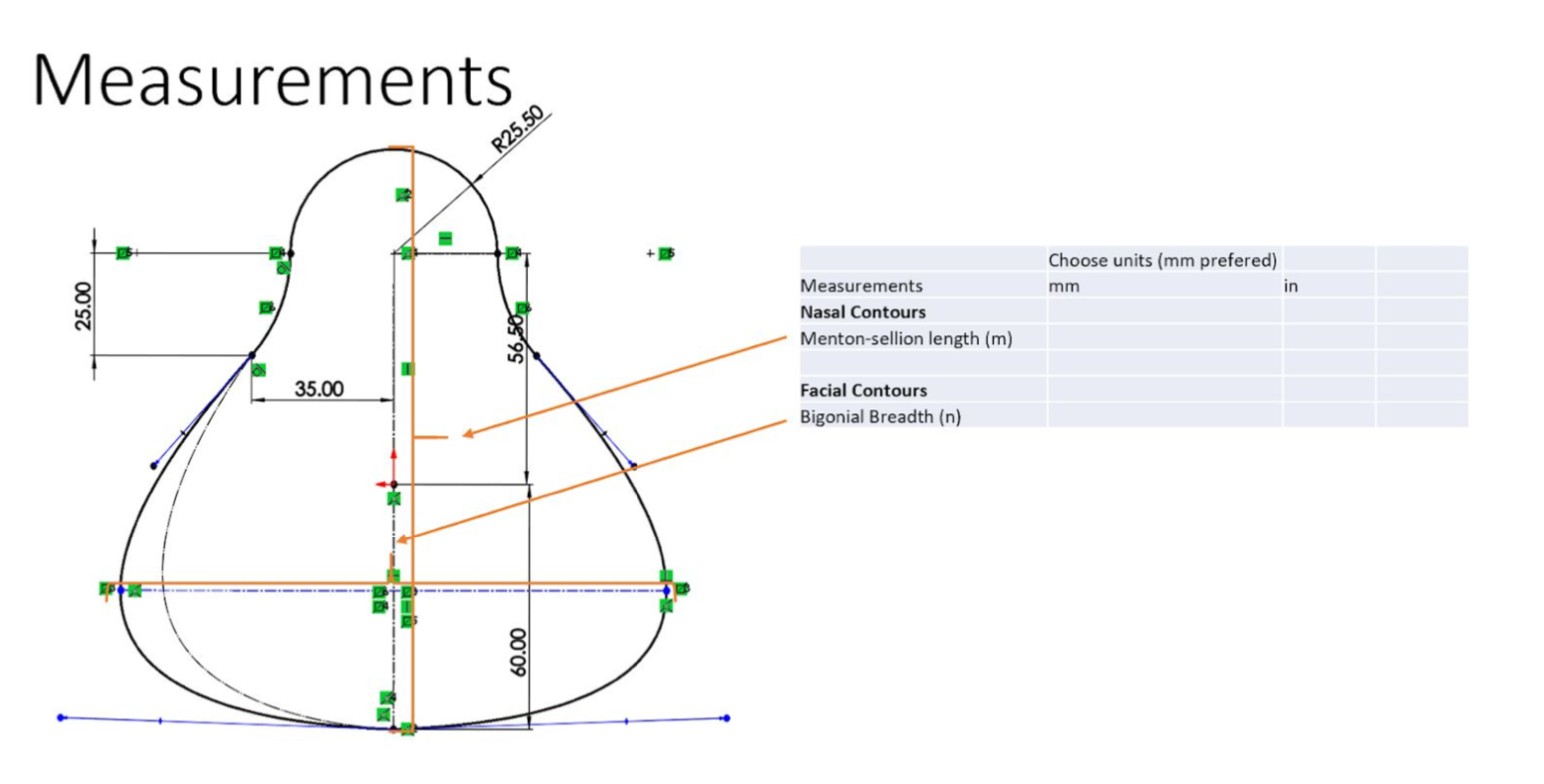 Measurements
R25.50
25.00
56.50
35.00
60.00
Choose units (mm prefered)
Measurements mm in
Nasal Contours
Menton-sellion length (m)
Facial Contours
Bigonial Breadth (n)